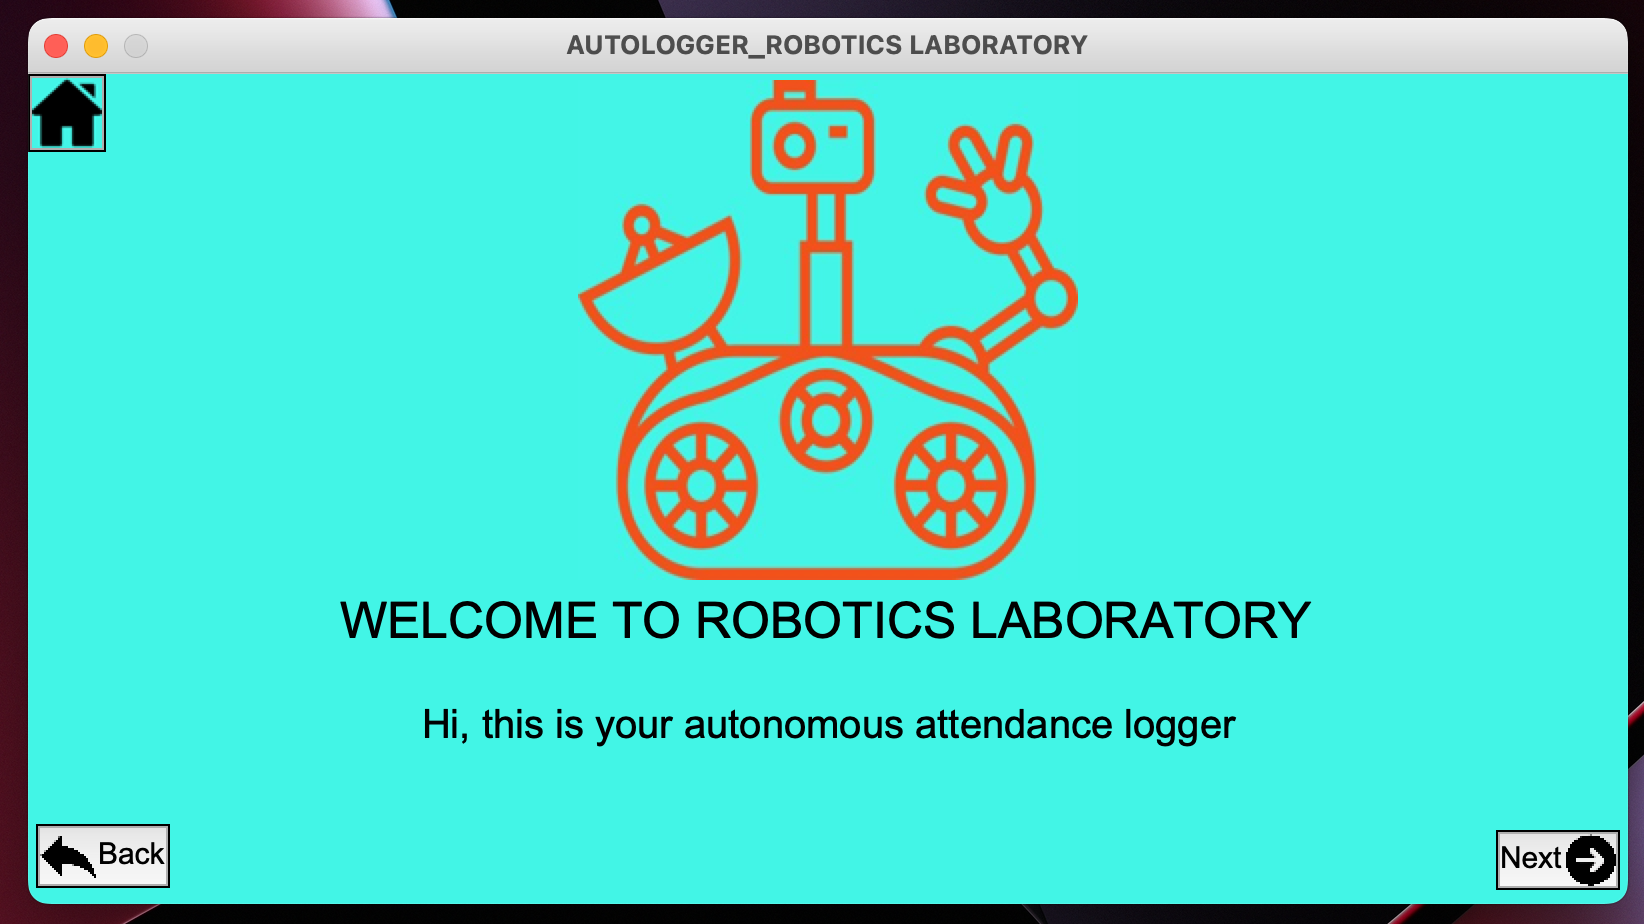 AUTOLOGGER_ROBOTICS LABORATORY
WELCOME TO ROBOTICS LABORATORY
Hi, this is your autonomous attendance logger
Back
Next